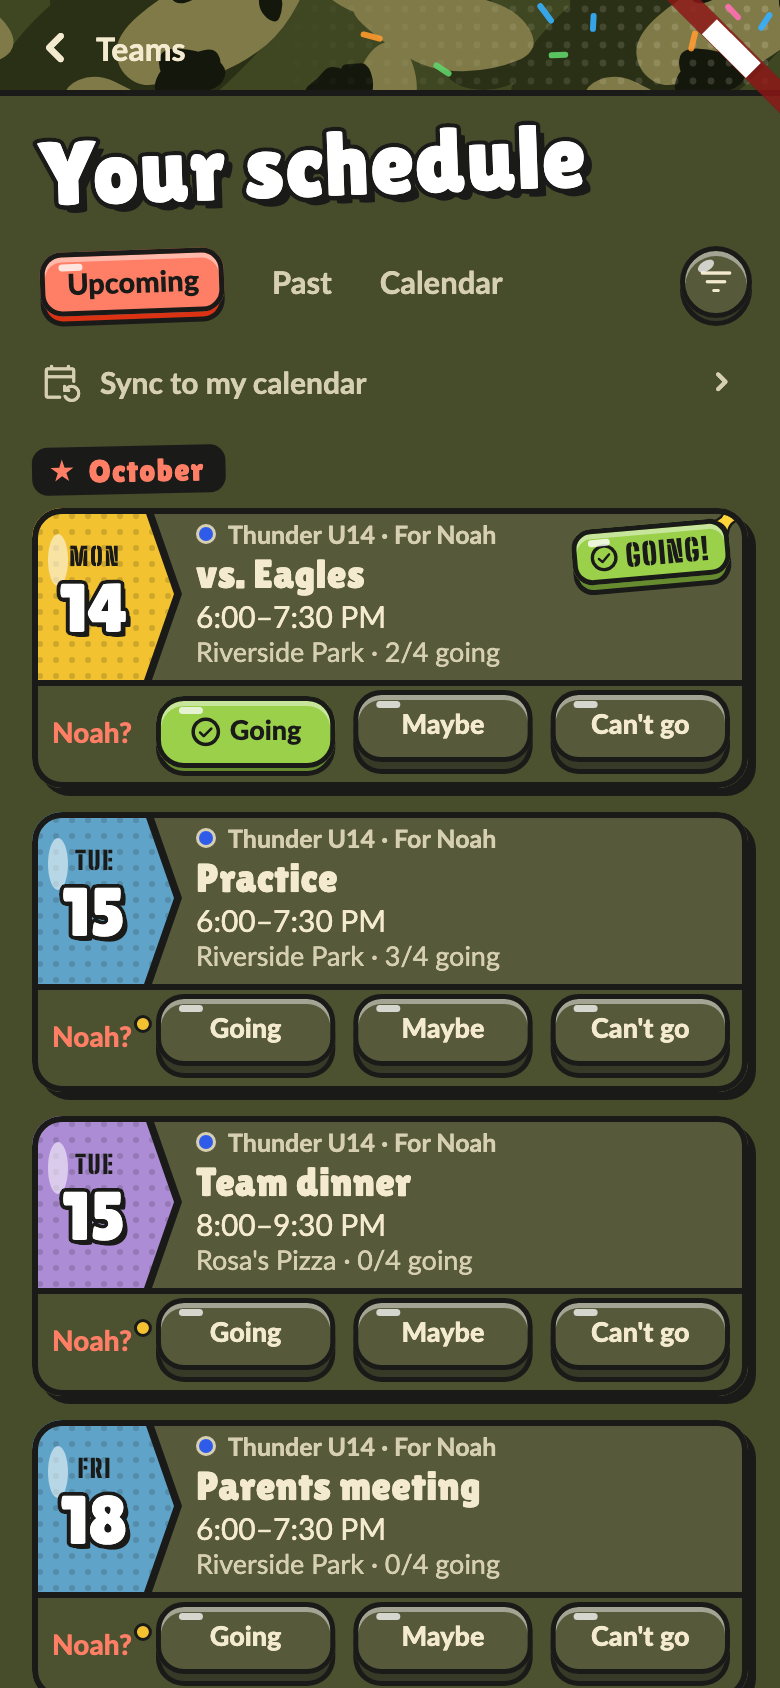 Teams
Your schedule
Upcoming
Past
Calendar
Sync to my calendar
★ October
MON
14
Thunder U14 · For Noah
vs. Eagles
6:00–7:30 PM
Riverside Park · 2/4 going
GOING!
Noah?
Going
Maybe
Can't go
TUE
15
Thunder U14 · For Noah
Practice
6:00–7:30 PM
Riverside Park · 3/4 going
Noah?
Going
Maybe
Can't go
TUE
15
Thunder U14 · For Noah
Team dinner
8:00–9:30 PM
Rosa's Pizza · 0/4 going
Noah?
Going
Maybe
Can't go
FRI
18
Thunder U14 · For Noah
Parents meeting
6:00–7:30 PM
Riverside Park · 0/4 going
Noah?
Going
Maybe
Can't go